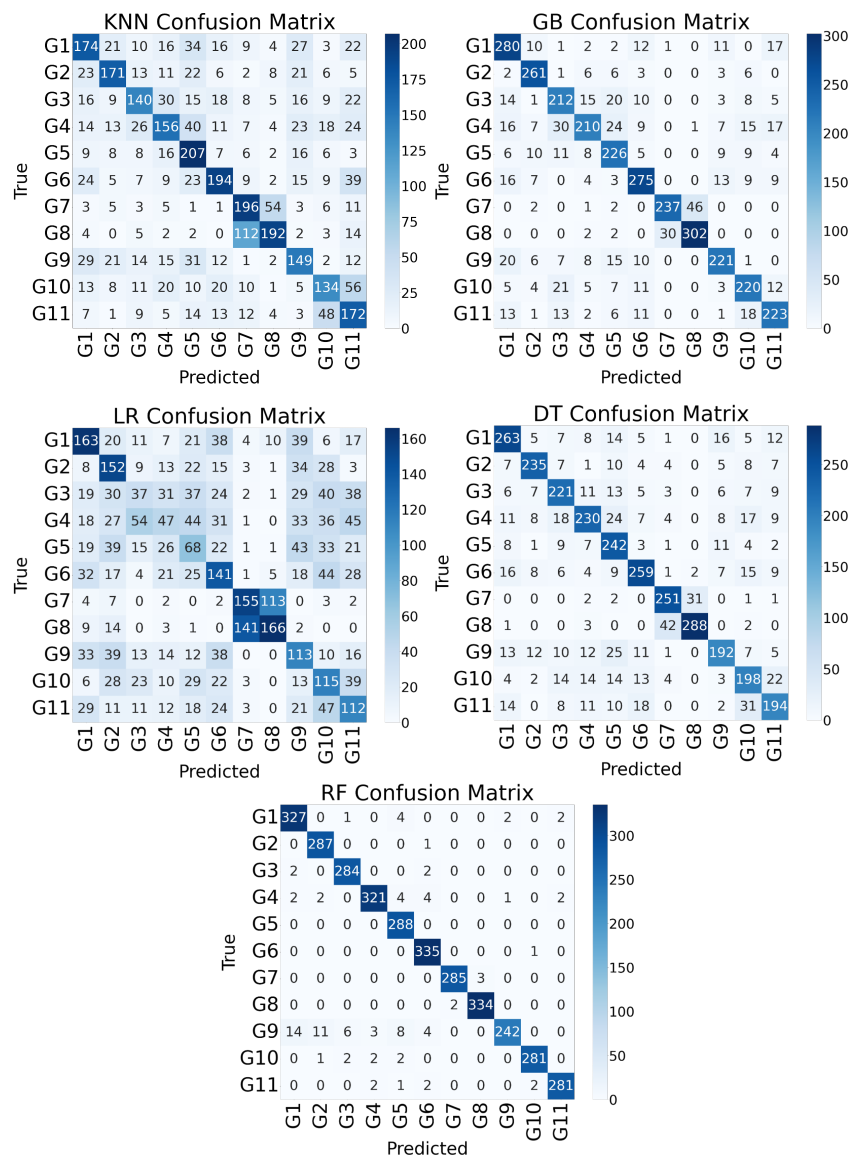 KNN Confusion Matrix
G1 174 21 10 16 34 16 9 4 27 3 22
G2 23 171 13 11 22 6 2 8 21 6 5
G3 16 9 140 30 15 18 8 5 16 9 22
G4 14 13 26 156 40 11 7 4 23 18 24
G5 9 8 8 16 207 7 6 2 16 6 3
G6 24 5 7 9 23 194 9 2 15 9 39
G7 3 5 3 5 1 1 196 54 3 6 11
G8 4 0 5 2 2 0 112 192 2 3 14
G9 29 21 14 15 31 12 1 2 149 2 12
G10 13 8 11 20 10 20 10 1 5 134 56
G11 7 1 9 5 14 13 12 4 3 48 172
G1 G2 G3 G4 G5 G6 G7 G8 G9 G10 G11
Predicted
True
200
175
150
125
100
75
50
25
0
GB Confusion Matrix
G1 280 10 1 2 2 12 1 0 11 0 17
G2 2 261 1 6 6 3 0 0 3 6 0
G3 14 1 212 15 20 10 0 0 3 8 5
G4 16 7 30 210 24 9 0 1 7 15 17
G5 6 10 11 8 226 5 0 0 9 9 4
G6 16 7 0 4 3 275 0 0 13 9 9
G7 0 2 0 1 0 2 237 46 0 0 0
G8 0 2 0 0 2 0 30 302 0 0 0
G9 20 6 7 8 15 10 0 0 221 1 0
G10 5 4 21 5 7 11 0 0 3 220 12
G11 13 1 13 2 6 11 0 0 1 18 223
G1 G2 G3 G4 G5 G6 G7 G8 G9 G10 G11
Predicted
True
300
250
200
150
100
50
0
LR Confusion Matrix
G1 163 20 11 7 21 38 4 10 39 6 17
G2 8 152 9 13 22 15 3 1 34 28 3
G3 19 30 37 31 37 24 2 1 29 40 38
G4 18 27 54 47 44 31 1 0 33 36 45
G5 19 39 15 26 68 22 1 1 43 33 21
G6 32 17 4 21 25 141 1 5 18 44 28
G7 4 7 0 2 0 2 155 113 0 3 2
G8 9 14 0 3 1 0 141 166 2 0 0
G9 33 39 13 14 12 38 0 0 113 10 16
G10 6 28 23 10 29 22 3 0 13 115 39
G11 29 11 11 12 18 24 3 0 21 47 112
G1 G2 G3 G4 G5 G6 G7 G8 G9 G10 G11
Predicted
True
160
140
120
100
80
60
40
20
0
DT Confusion Matrix
G1 263 5 7 8 14 5 1 0 16 5 12
G2 7 235 7 1 10 4 4 0 5 8 7
G3 6 7 221 11 13 5 3 0 6 7 9
G4 11 8 18 230 24 7 4 0 8 17 9
G5 8 1 9 7 242 3 1 0 11 4 2
G6 16 8 6 4 9 259 1 2 7 15 9
G7 0 2 0 0 2 0 251 31 0 1 1
G8 1 0 0 2 1 0 42 288 0 2 0
G9 13 12 10 12 25 11 1 0 192 7 5
G10 4 2 14 14 14 13 4 0 3 198 22
G11 14 0 8 11 10 18 0 0 2 31 194
G1 G2 G3 G4 G5 G6 G7 G8 G9 G10 G11
Predicted
True
250
200
150
100
50
0
RF Confusion Matrix
G1 327 0 1 0 4 0 0 0 2 0 2
G2 0 287 0 0 0 1 0 0 0 0 0
G3 2 0 284 0 0 2 0 0 0 0 0
G4 2 2 0 321 4 4 0 0 1 0 2
G5 0 0 0 0 288 0 0 0 0 0 0
G6 0 0 0 0 0 335 0 0 0 1 0
G7 0 0 0 0 0 0 285 3 0 0 0
G8 0 0 0 0 0 0 2 334 0 0 0
G9 14 11 6 3 8 4 0 0 242 0 0
G10 0 1 2 2 2 0 0 0 0 281 0
G11 0 0 0 2 1 2 0 0 0 2 281
G1 G2 G3 G4 G5 G6 G7 G8 G9 G10 G11
Predicted
True
300
250
200
150
100
50
0